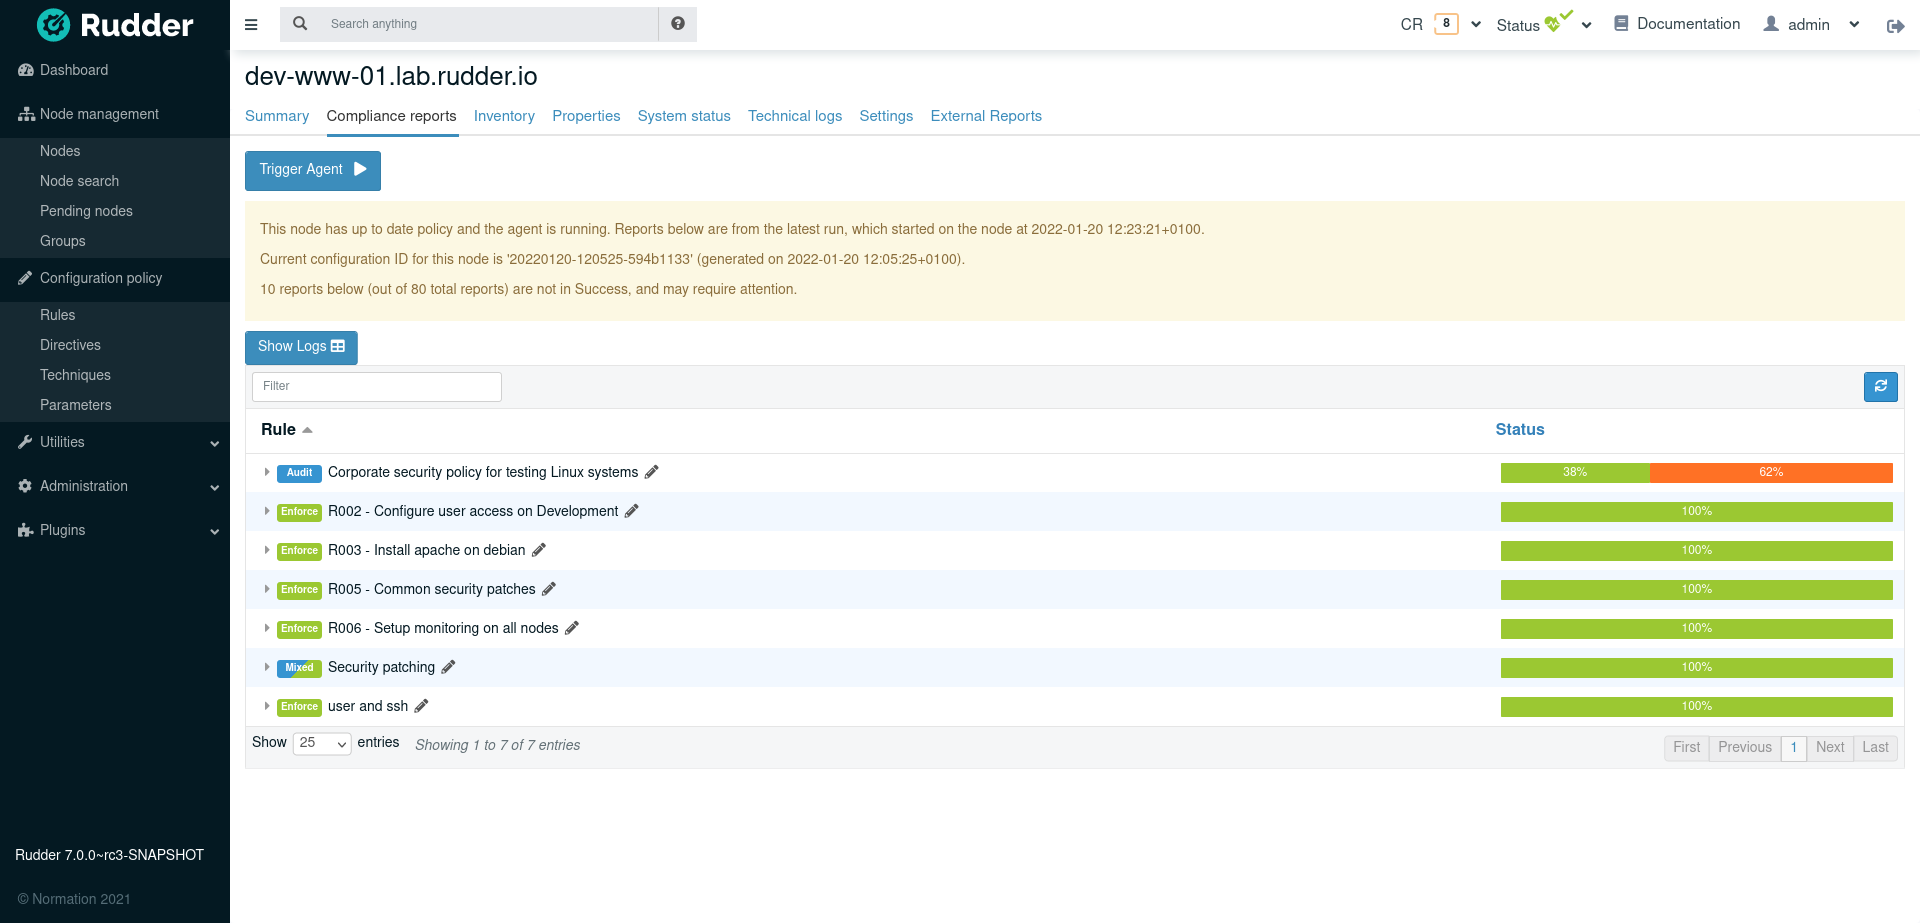 Rudder
Search anything
CR 8
Status
Documentation
admin
Dashboard
Node management
Nodes
Node search
Pending nodes
Groups
Configuration policy
Rules
Directives
Techniques
Parameters
Utilities
Administration
Plugins
Rudder 7.0.0~rc3-SNAPSHOT
© Normation 2021
dev-www-01.lab.rudder.io
Summary Compliance reports Inventory Properties System status Technical logs Settings External Reports
Trigger Agent
This node has up to date policy and the agent is running. Reports below are from the latest run, which started on the node at 2022-01-20 12:23:21+0100.
Current configuration ID for this node is '20220120-120525-594b1133' (generated on 2022-01-20 12:05:25+0100).
10 reports below (out of 80 total reports) are not in Success, and may require attention.
Show Logs
Filter
Rule Status
Audit Corporate security policy for testing Linux systems 38% 62%
Enforce R002 - Configure user access on Development 100%
Enforce R003 - Install apache on debian 100%
Enforce R005 - Common security patches 100%
Enforce R006 - Setup monitoring on all nodes 100%
Mixed Security patching 100%
Enforce user and ssh 100%
Show 25 entries Showing 1 to 7 of 7 entries First Previous 1 Next Last